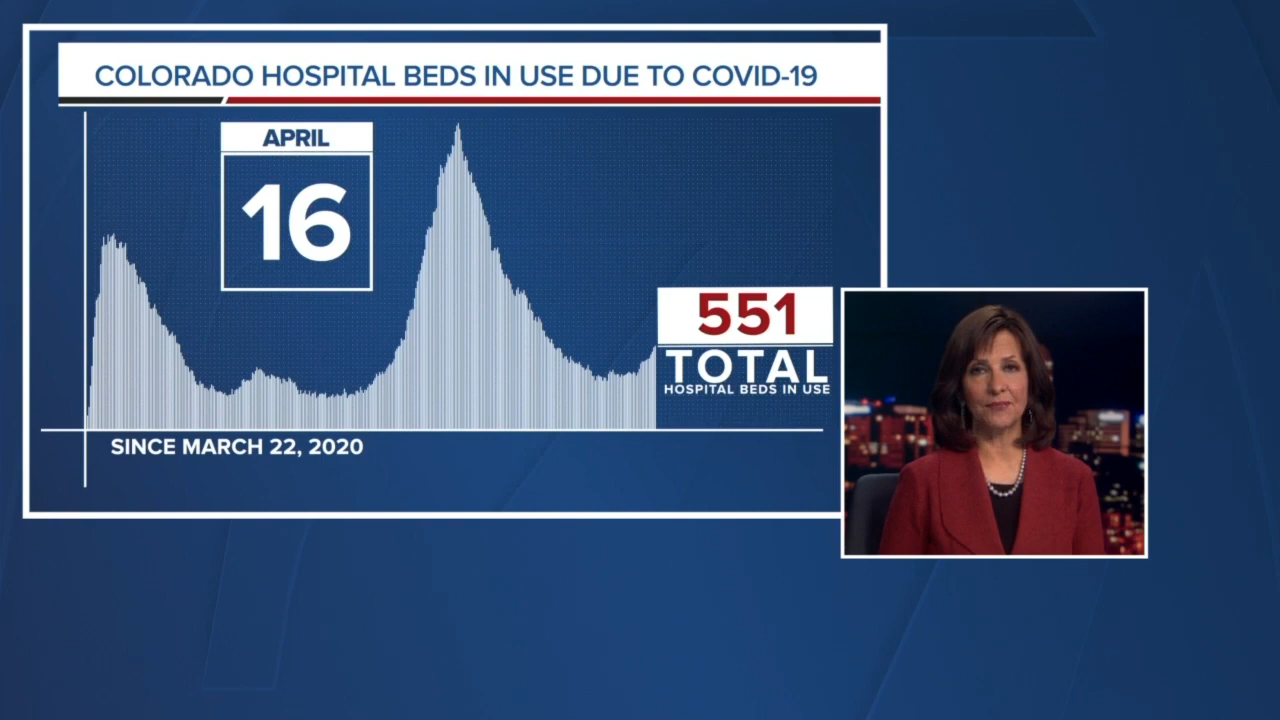 COLORADO HOSPITAL BEDS IN USE DUE TO COVID-19
APRIL
16
551
TOTAL
HOSPITAL BEDS IN USE
SINCE MARCH 22, 2020